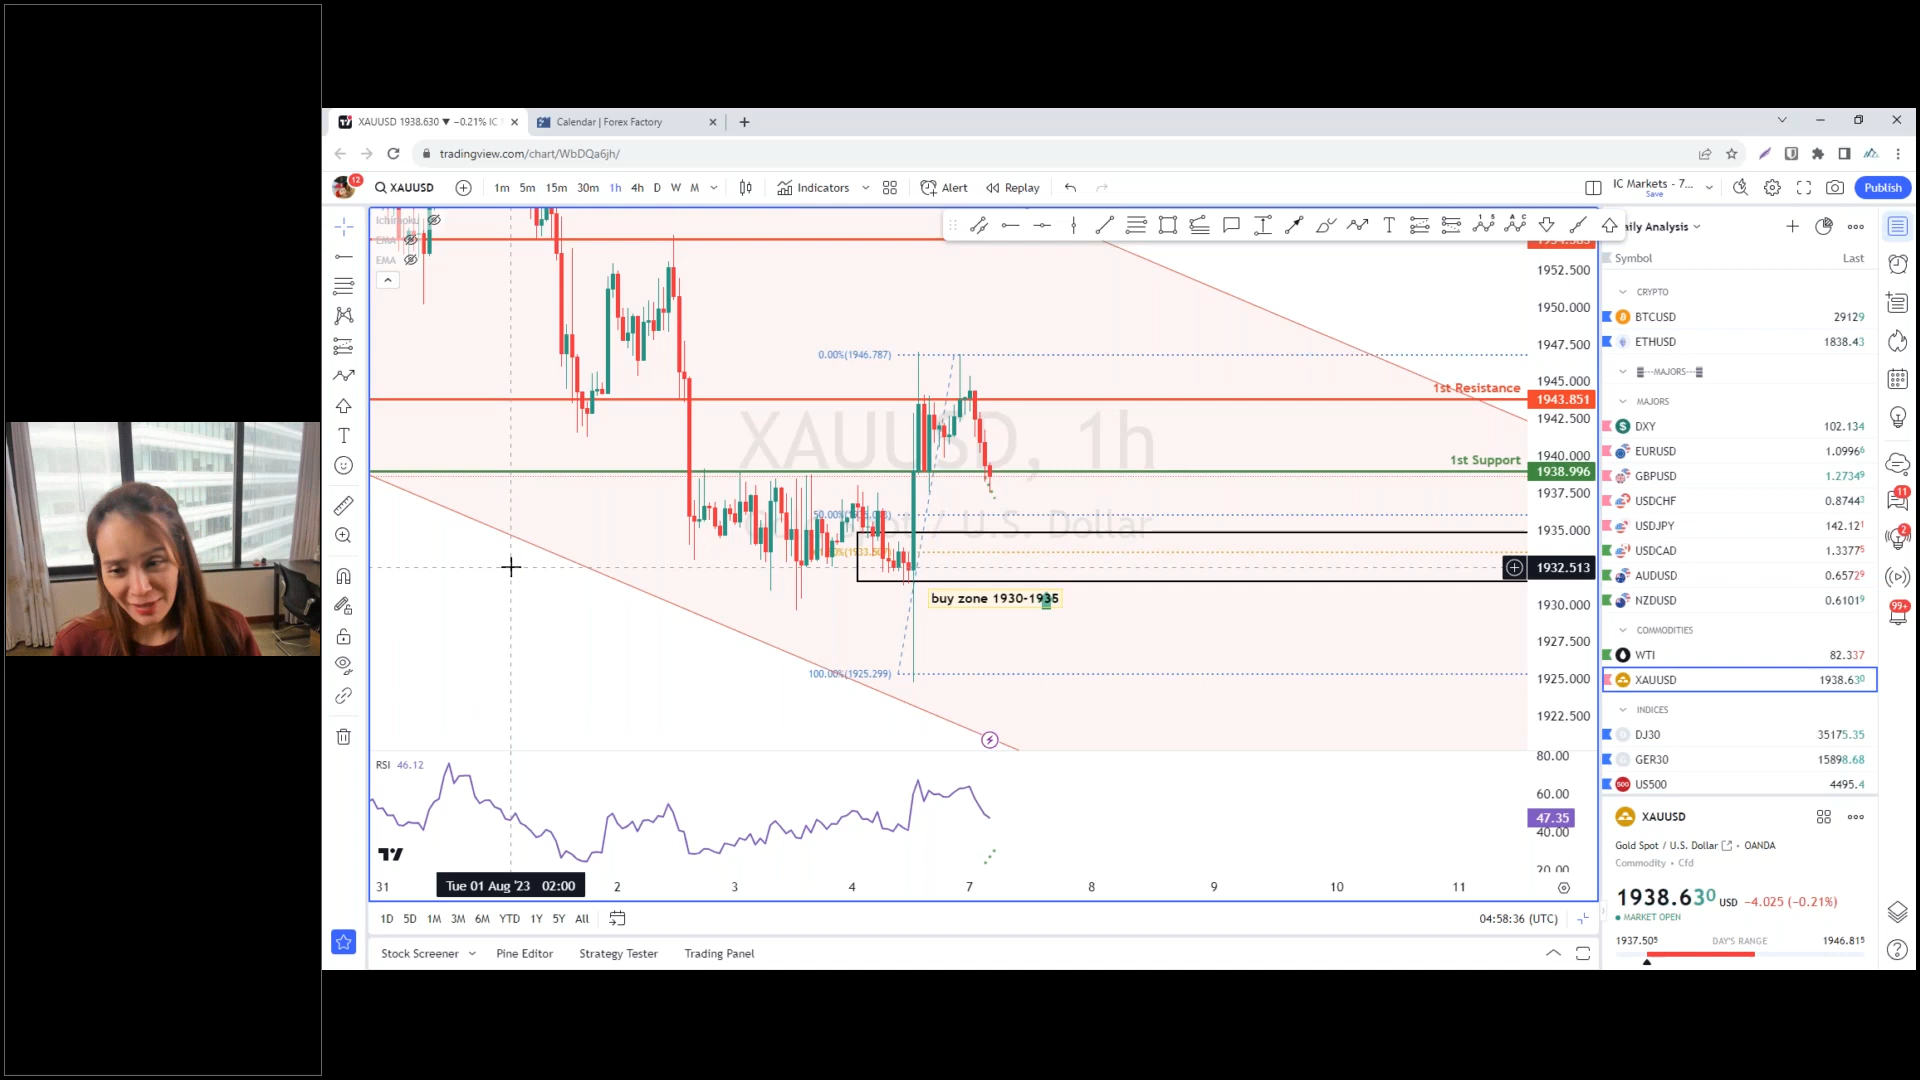 XAUUSD 1938.630 ▼ −0.21% IC
Calendar | Forex Factory
tradingview.com/chart/WbDQa6jh/
12
XAUUSD
1m 5m 15m 30m 1h 4h D W M
Indicators
Alert
Replay
IC Markets - 7...
Save
Publish
Ichimoku
EMA
EMA
XAUUSD, 1h
0.00%(1946.787)
100.00%(1925.299)
1st Resistance
1st Support
buy zone 1930-1935
1952.500
1950.000
1947.500
1945.000
1943.851
1942.500
1940.000
1938.996
1937.500
1935.000
1932.513
1930.000
1927.500
1925.000
1922.500
RSI 46.12
80.00
60.00
47.35
40.00
20.00
31
Tue 01 Aug '23 02:00
2
3
4
7
8
9
10
11
1D 5D 1M 3M 6M YTD 1Y 5Y All
04:58:36 (UTC)
Stock Screener
Pine Editor
Strategy Tester
Trading Panel
aily Analysis
Symbol Last
CRYPTO
BTCUSD 29129
ETHUSD 1838.43
---MAJORS---
MAJORS
DXY 102.134
EURUSD 1.09966
GBPUSD 1.27349
USDCHF 0.87443
USDJPY 142.121
USDCAD 1.33775
AUDUSD 0.65729
NZDUSD 0.61019
COMMODITIES
WTI 82.337
XAUUSD 1938.630
INDICES
DJ30 35175.35
GER30 15898.68
US500 4495.4
XAUUSD
Gold Spot / U.S. Dollar • OANDA
Commodity • Cfd
1938.630 USD −4.025 (−0.21%)
MARKET OPEN
1937.505 DAY'S RANGE 1946.815
11
2
99+